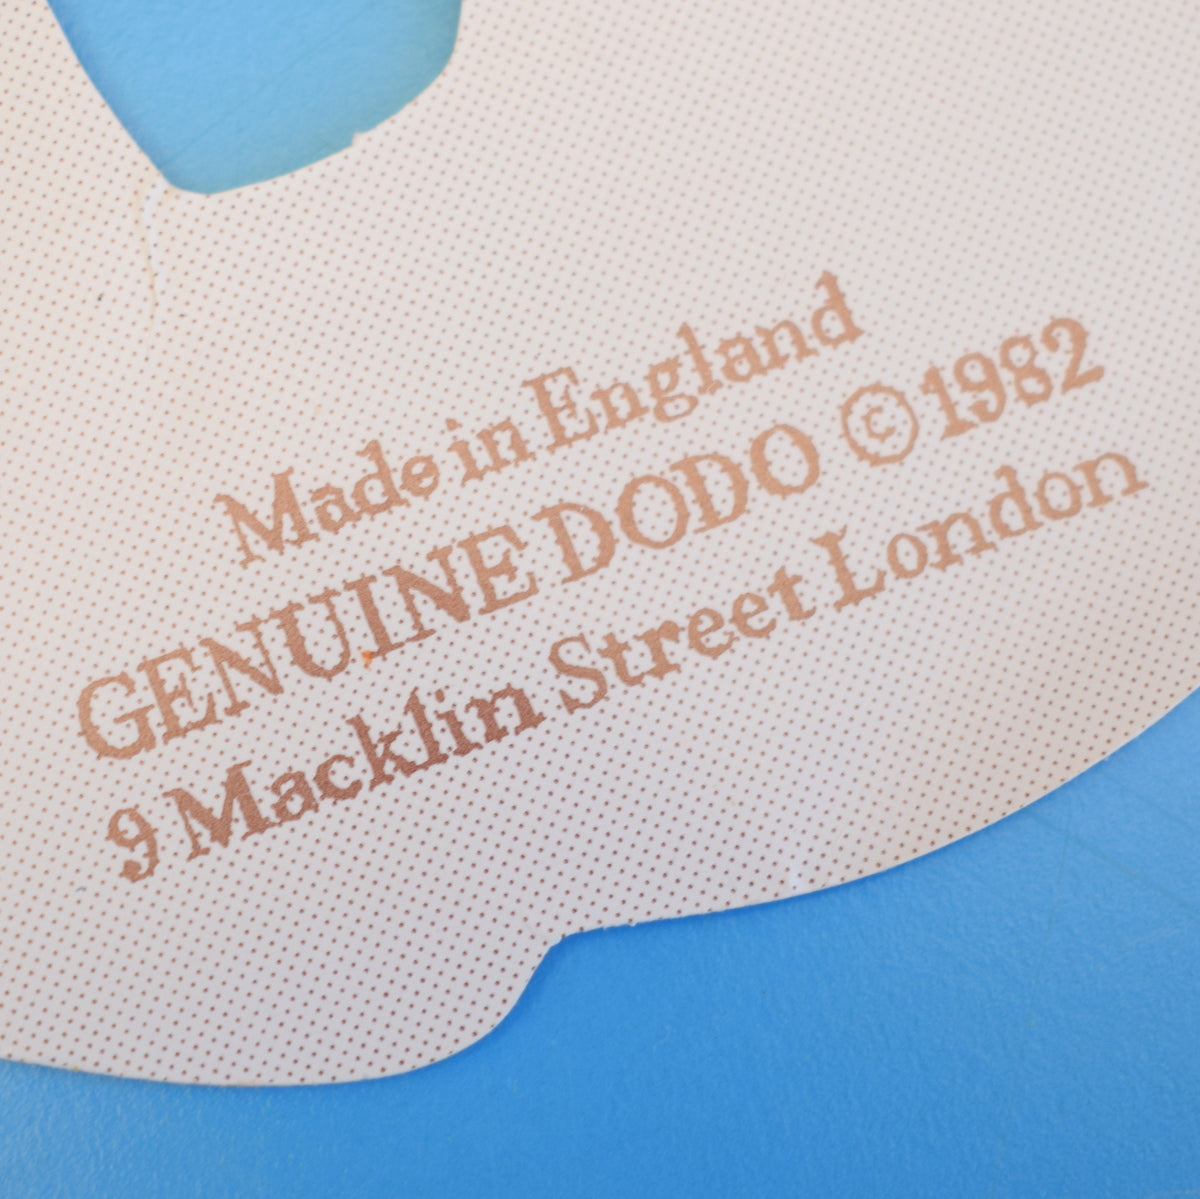 Made in England
GENUINE DODO © 1982
9 Macklin Street London